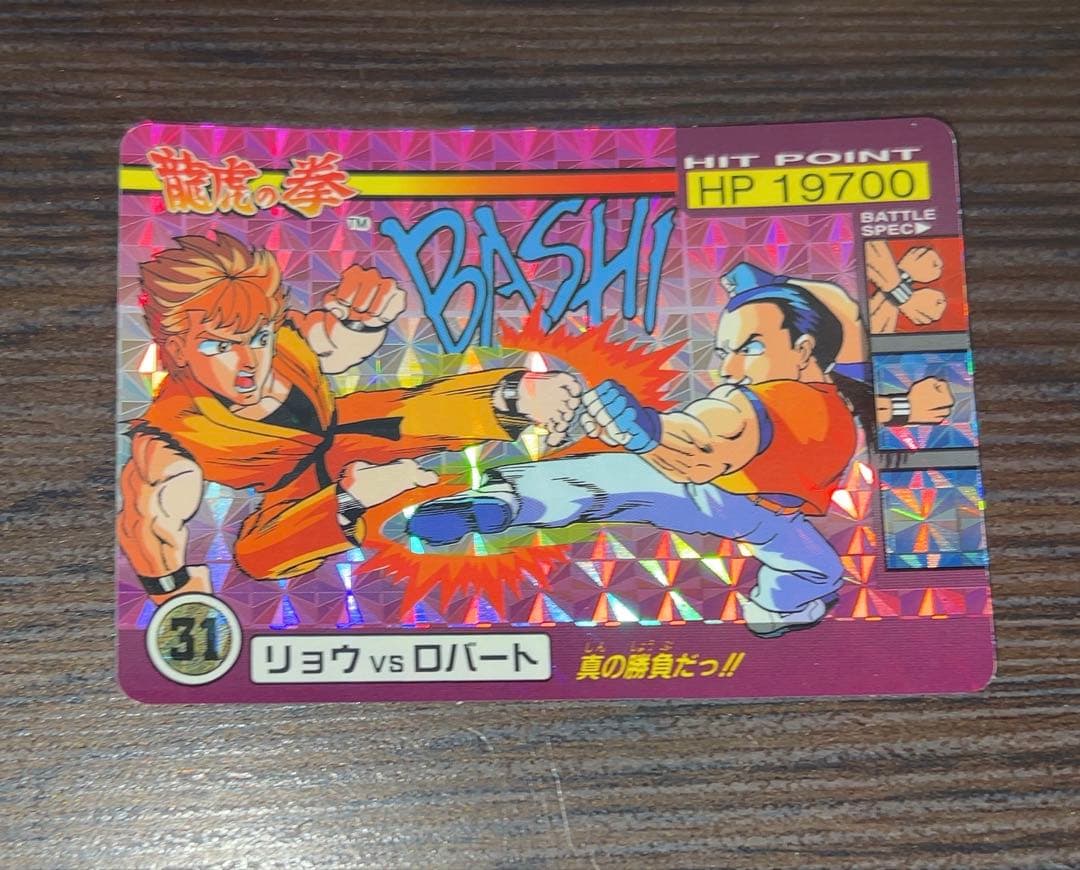 龍虎の拳
TM
HIT POINT
HP 19700
BATTLE
SPEC▶
BASHI
31
リョウ VS ロバート
しん しょうぶ
真の勝負だっ!!